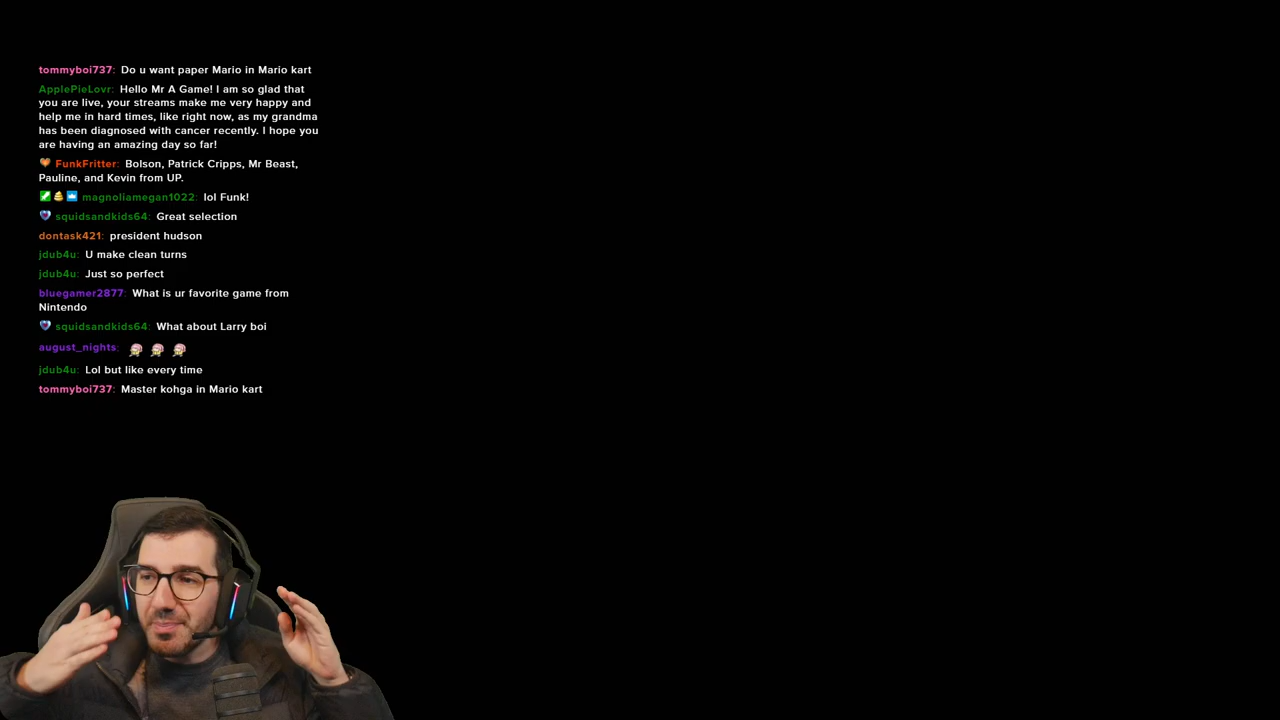 tommyboi737: Do u want paper Mario in Mario kart
ApplePieLovr: Hello Mr A Game! I am so glad that
you are live, your streams make me very happy and
help me in hard times, like right now, as my grandma
has been diagnosed with cancer recently. I hope you
are having an amazing day so far!
FunkFritter: Bolson, Patrick Cripps, Mr Beast,
Pauline, and Kevin from UP.
magnoliamegan1022: lol Funk!
squidsandkids64: Great selection
dontask421: president hudson
jdub4u: U make clean turns
jdub4u: Just so perfect
bluegamer2877: What is ur favorite game from
Nintendo
squidsandkids64: What about Larry boi
august_nights:
jdub4u: Lol but like every time
tommyboi737: Master kohga in Mario kart